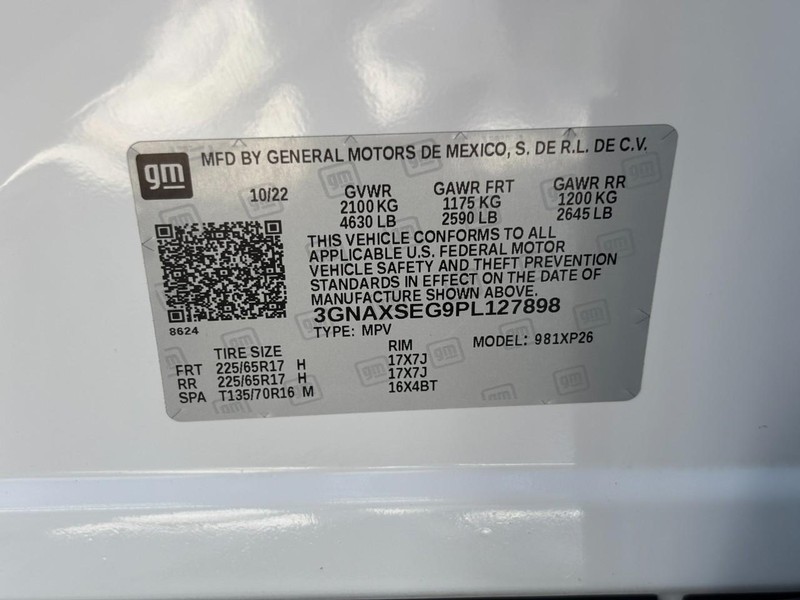 gm MFD BY GENERAL MOTORS DE MEXICO, S. DE R.L. DE C.V.
10/22 GVWR GAWR FRT GAWR RR
2100 KG 1175 KG 1200 KG
4630 LB 2590 LB 2645 LB
THIS VEHICLE CONFORMS TO ALL
APPLICABLE U.S. FEDERAL MOTOR
VEHICLE SAFETY AND THEFT PREVENTION
STANDARDS IN EFFECT ON THE DATE OF
MANUFACTURE SHOWN ABOVE.
3GNAXSEG9PL127898
8624
TYPE: MPV MODEL: 981XP26
TIRE SIZE RIM
FRT 225/65R17 H 17X7J
RR 225/65R17 H 17X7J
SPA T135/70R16 M 16X4BT